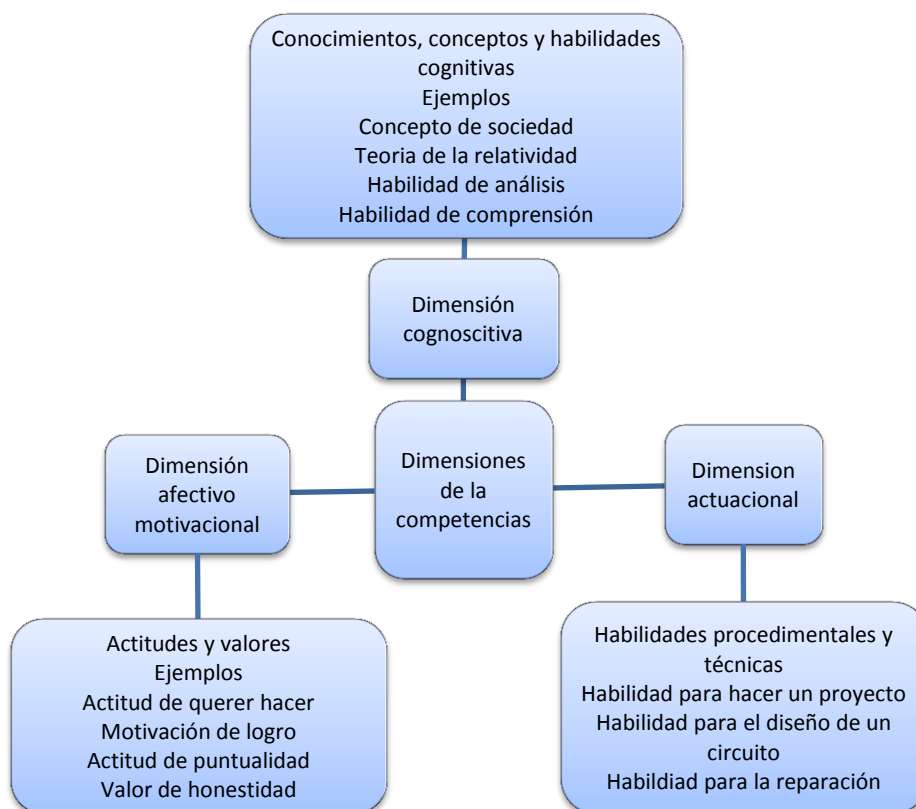 Conocimientos, conceptos y habilidades
cognitivas
Ejemplos
Concepto de sociedad
Teoria de la relatividad
Habilidad de análisis
Habilidad de comprensión
Dimensión
cognoscitiva
Dimensión
afectivo
motivacional
Dimensiones
de la
competencias
Dimension
actuacional
Actitudes y valores
Ejemplos
Actitud de querer hacer
Motivación de logro
Actitud de puntualidad
Valor de honestidad
Habilidades procedimentales y
técnicas
Habilidad para hacer un proyecto
Habilidad para el diseño de un
circuito
Habildiad para la reparación